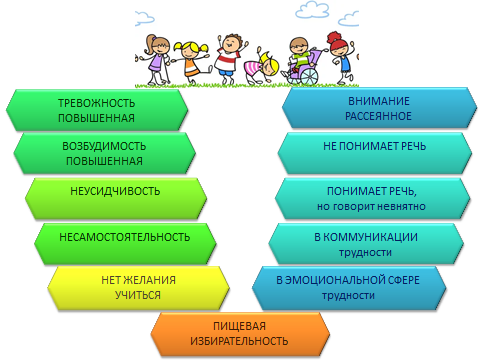 ТРЕВОЖНОСТЬ
ПОВЫШЕННАЯ
ВОЗБУДИМОСТЬ
ПОВЫШЕННАЯ
НЕУСИДЧИВОСТЬ
НЕСАМОСТОЯТЕЛЬНОСТЬ
НЕТ ЖЕЛАНИЯ
УЧИТЬСЯ
ВНИМАНИЕ
РАССЕЯННОЕ
НЕ ПОНИМАЕТ РЕЧЬ
ПОНИМАЕТ РЕЧЬ,
но говорит невнятно
В КОММУНИКАЦИИ
трудности
В ЭМОЦИОНАЛЬНОЙ СФЕРЕ
трудности
ПИЩЕВАЯ
ИЗБИРАТЕЛЬНОСТЬ